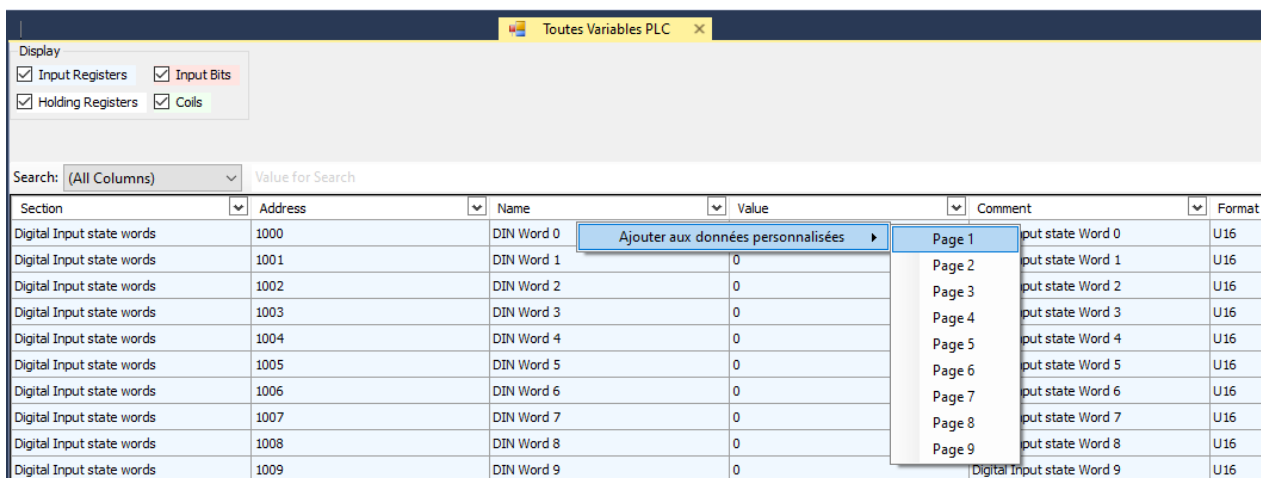 Toutes Variables PLC
Display
Input Registers Input Bits
Holding Registers Coils
Search: (All Columns) Value for Search
Section Address Name Value Comment Format
Digital Input state words 1000 DIN Word 0 Ajouter aux données personnalisées Page 1 put state Word 0 U16
Digital Input state words 1001 DIN Word 1 0 Page 2 put state Word 1 U16
Digital Input state words 1002 DIN Word 2 0 Page 3 put state Word 2 U16
Digital Input state words 1003 DIN Word 3 0 Page 4 put state Word 3 U16
Digital Input state words 1004 DIN Word 4 0 Page 5 put state Word 4 U16
Digital Input state words 1005 DIN Word 5 0 Page 6 put state Word 5 U16
Digital Input state words 1006 DIN Word 6 0 Page 7 put state Word 6 U16
Digital Input state words 1007 DIN Word 7 0 Page 8 put state Word 7 U16
Digital Input state words 1008 DIN Word 8 0 Page 9 put state Word 8 U16
Digital Input state words 1009 DIN Word 9 0 Digital Input state Word 9 U16